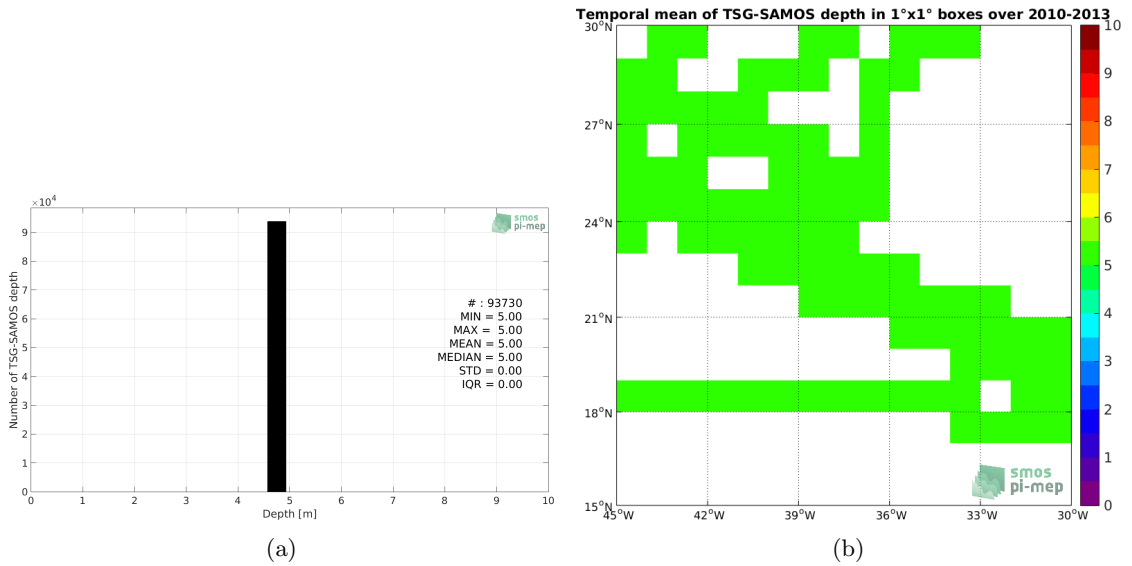 ×10⁴
9
8
7
6
5
4
3
2
1
0
Number of TSG-SAMOS depth
smos
pi-mep
# : 93730
MIN = 5.00
MAX = 5.00
MEAN = 5.00
MEDIAN = 5.00
STD = 0.00
IQR = 0.00
0 1 2 3 4 5 6 7 8 9 10
Depth [m]
(a)
Temporal mean of TSG-SAMOS depth in 1°x1° boxes over 2010-2013
30°N
27°N
24°N
21°N
18°N
15°N
45°W 42°W 39°W 36°W 33°W 30°W
smos
pi-mep
10
9
8
7
6
5
4
3
2
1
0
(b)